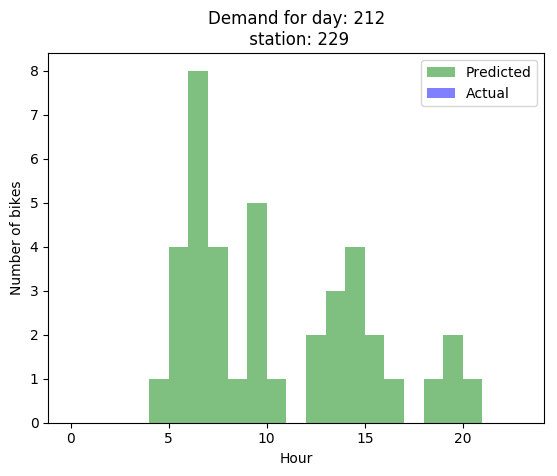 Demand for day: 212
station: 229
Predicted
Actual
Number of bikes
8
7
6
5
4
3
2
1
0
0 5 10 15 20
Hour